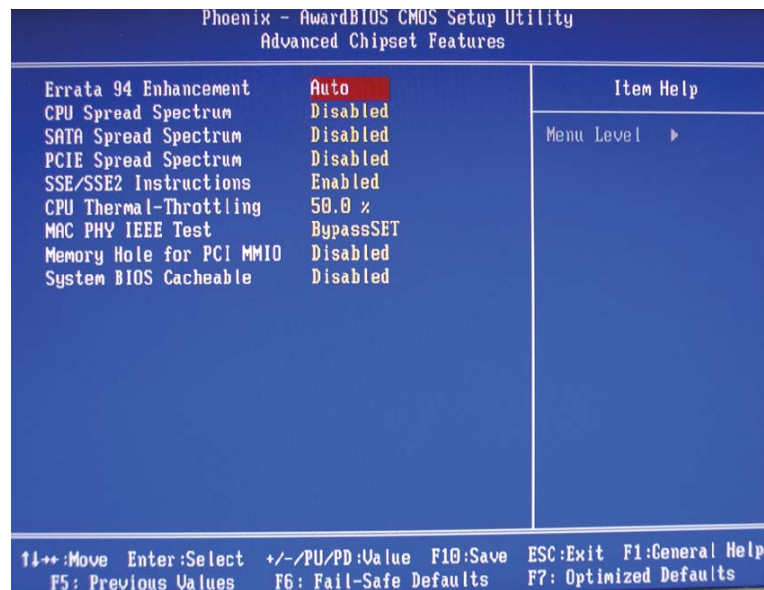 Phoenix - AwardBIOS CMOS Setup Utility
Advanced Chipset Features
Errata 94 Enhancement Auto
CPU Spread Spectrum Disabled
SATA Spread Spectrum Disabled
PCIE Spread Spectrum Disabled
SSE/SSE2 Instructions Enabled
CPU Thermal-Throttling 50.0 %
MAC PHY IEEE Test BypassSET
Memory Hole for PCI MMIO Disabled
System BIOS Cacheable Disabled
Item Help
Menu Level ▸
↑↓→←:Move Enter:Select +/-/PU/PD:Value F10:Save ESC:Exit F1:General Help
F5: Previous Values F6: Fail-Safe Defaults F7: Optimized Defaults